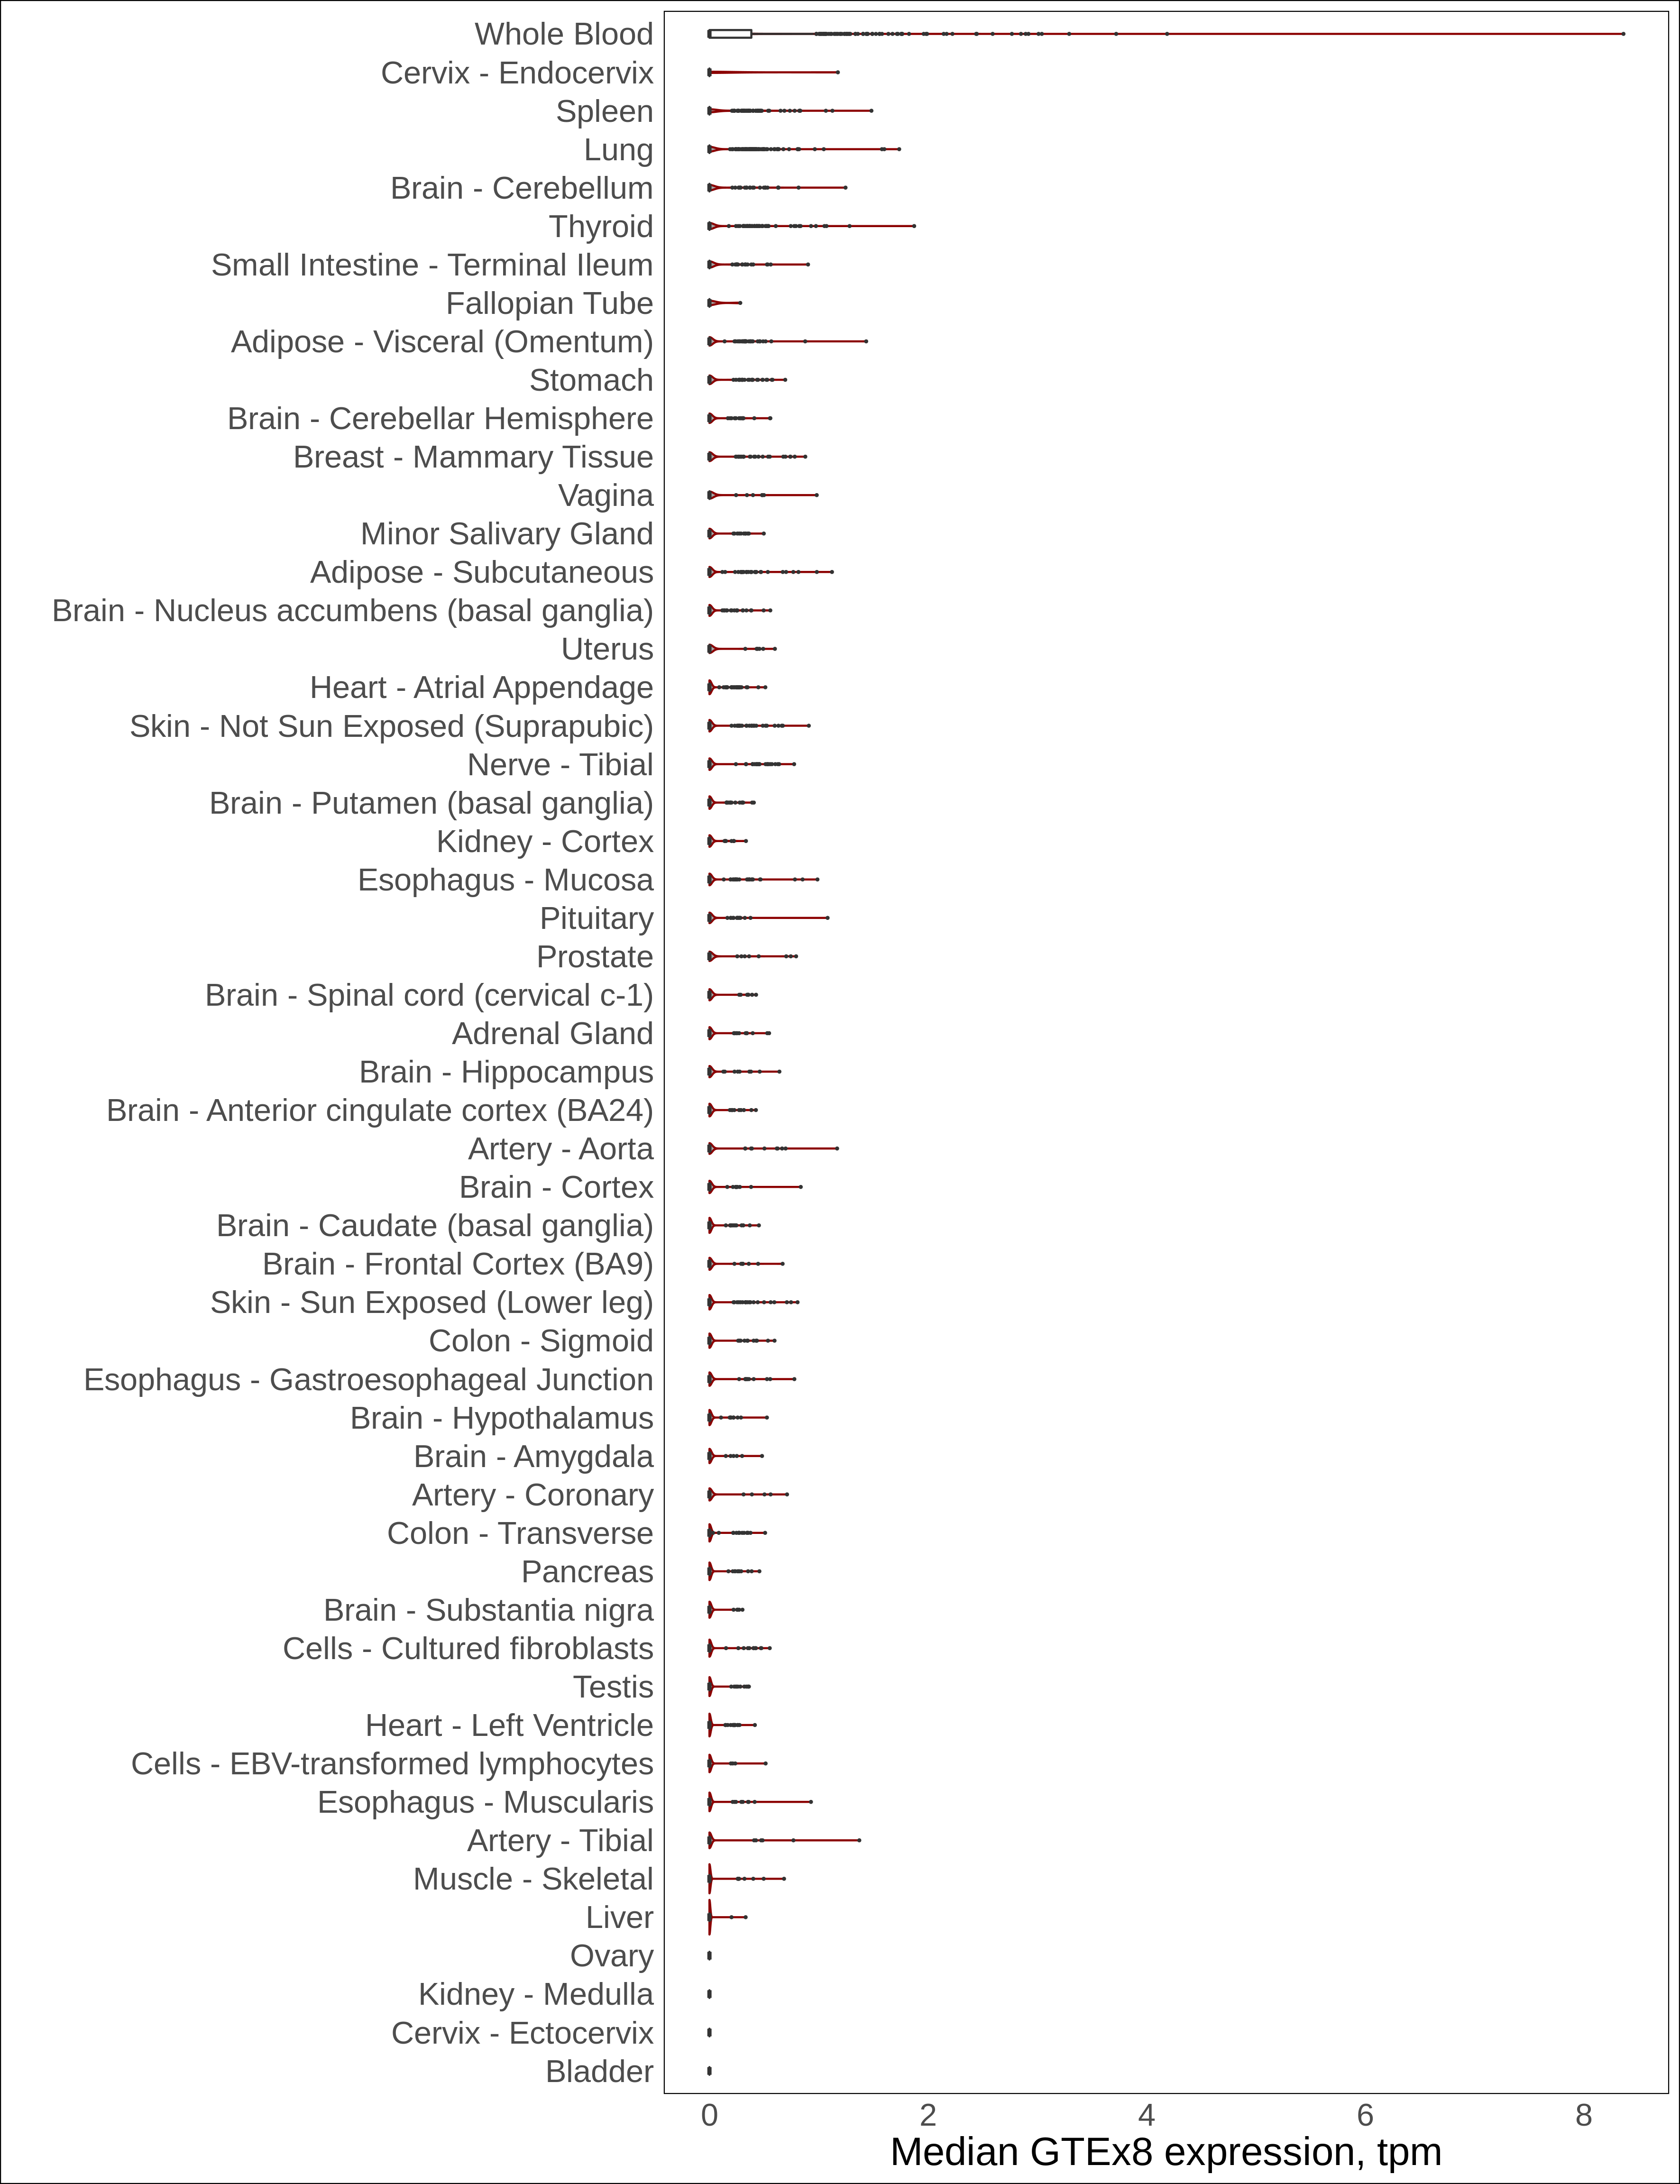 Whole Blood
Cervix - Endocervix
Spleen
Lung
Brain - Cerebellum
Thyroid
Small Intestine - Terminal Ileum
Fallopian Tube
Adipose - Visceral (Omentum)
Stomach
Brain - Cerebellar Hemisphere
Breast - Mammary Tissue
Vagina
Minor Salivary Gland
Adipose - Subcutaneous
Brain - Nucleus accumbens (basal ganglia)
Uterus
Heart - Atrial Appendage
Skin - Not Sun Exposed (Suprapubic)
Nerve - Tibial
Brain - Putamen (basal ganglia)
Kidney - Cortex
Esophagus - Mucosa
Pituitary
Prostate
Brain - Spinal cord (cervical c-1)
Adrenal Gland
Brain - Hippocampus
Brain - Anterior cingulate cortex (BA24)
Artery - Aorta
Brain - Cortex
Brain - Caudate (basal ganglia)
Brain - Frontal Cortex (BA9)
Skin - Sun Exposed (Lower leg)
Colon - Sigmoid
Esophagus - Gastroesophageal Junction
Brain - Hypothalamus
Brain - Amygdala
Artery - Coronary
Colon - Transverse
Pancreas
Brain - Substantia nigra
Cells - Cultured fibroblasts
Testis
Heart - Left Ventricle
Cells - EBV-transformed lymphocytes
Esophagus - Muscularis
Artery - Tibial
Muscle - Skeletal
Liver
Ovary
Kidney - Medulla
Cervix - Ectocervix
Bladder
0 2 4 6 8
Median GTEx8 expression, tpm